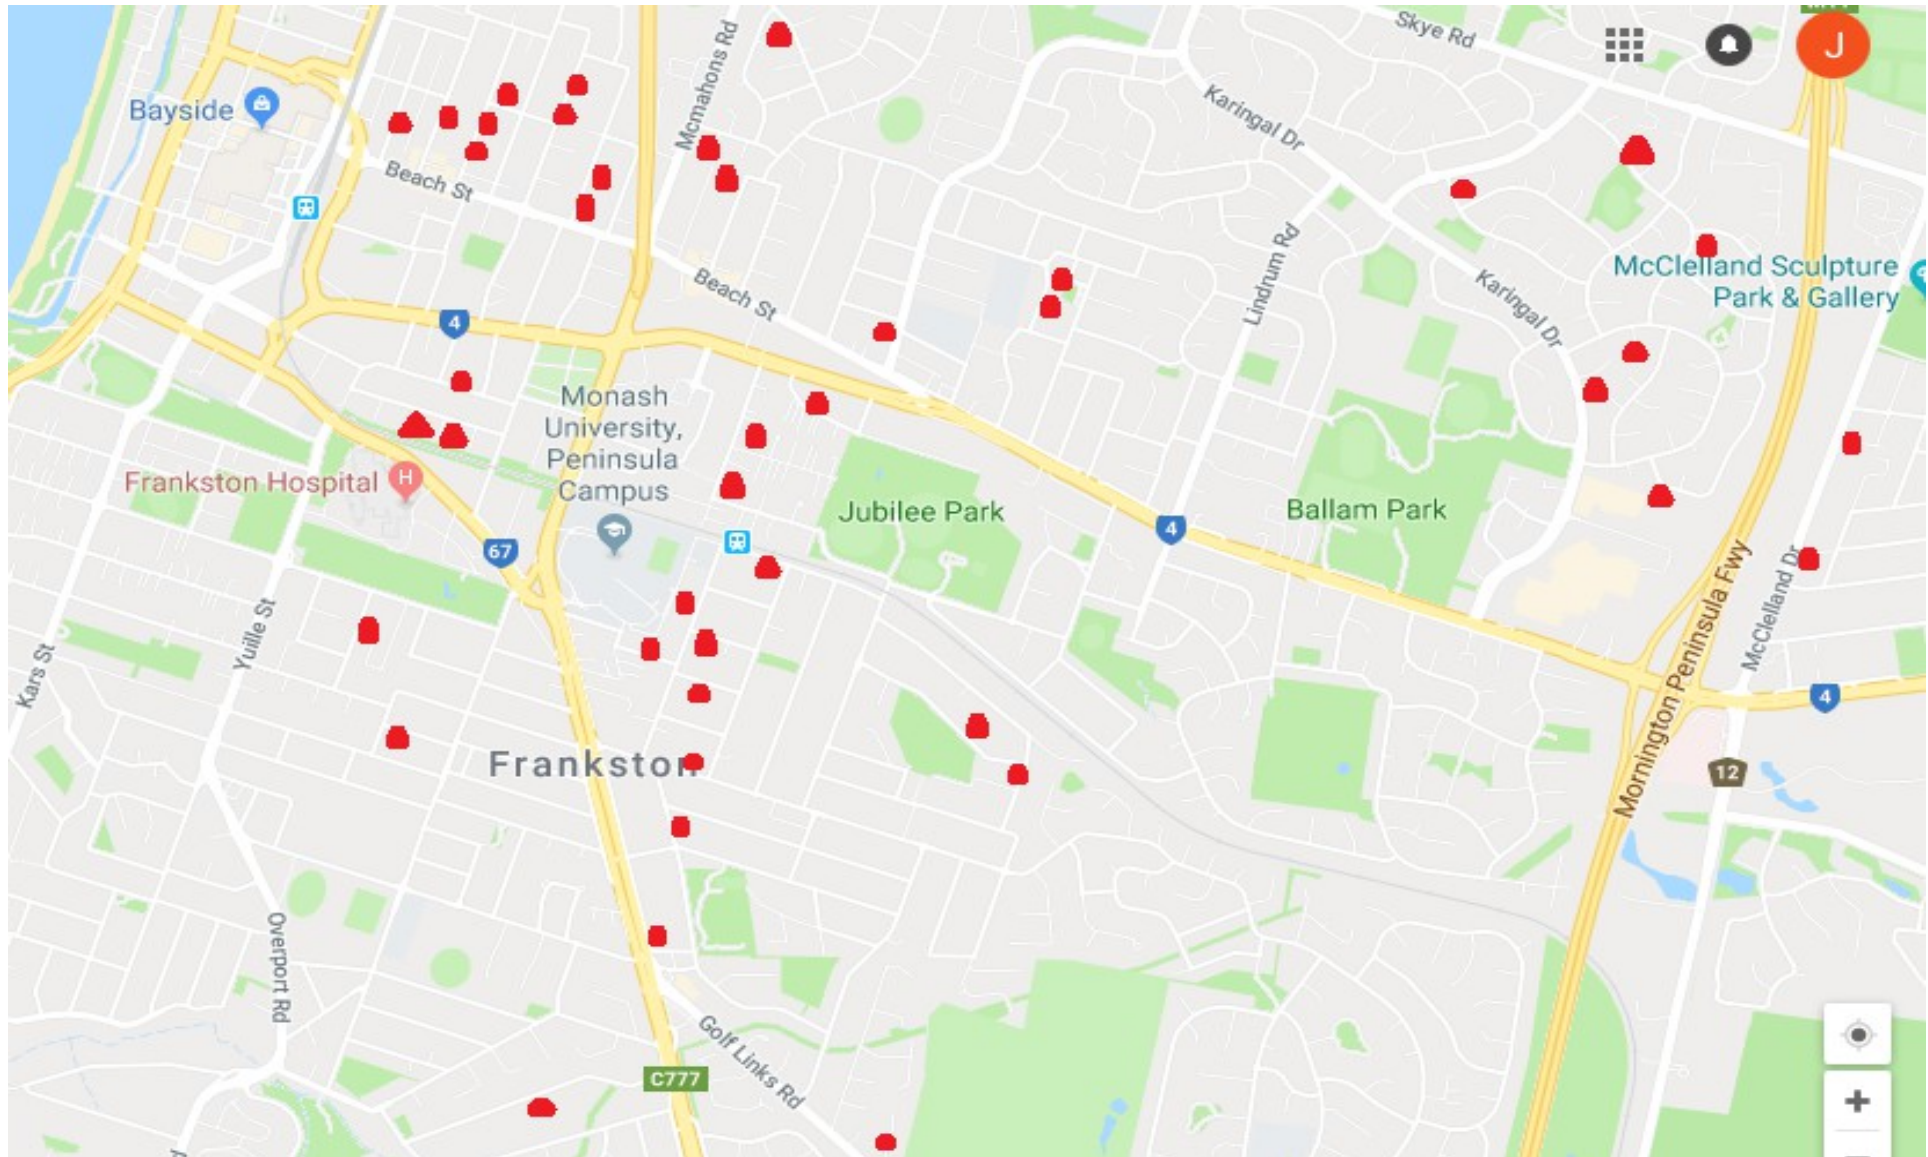 Skye Rd
J
Mcmahons Rd
Bayside
Karingal Dr
Beach St
Lindrum Rd
McClelland Sculpture
Park & Gallery
Karingal Dr
Beach St
4
Monash
University,
Peninsula
Campus
Frankston Hospital
H
Jubilee Park
Ballam Park
4
67
Mornington Peninsula Fwy
McClelland Dr
Yuille St
Kars St
4
Frankston
12
Overport Rd
Golf Links Rd
C777